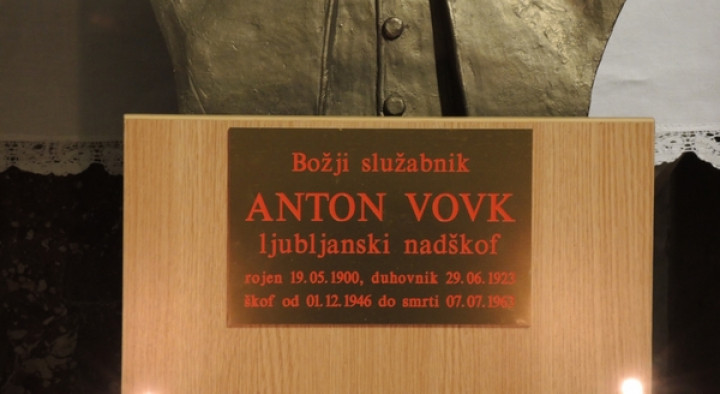 Božji služabnik
ANTON VOVK
ljubljanski nadškof
rojen 19.05.1900, duhovnik 29.06.1923
škof od 01.12.1946 do smrti 07.07.1963